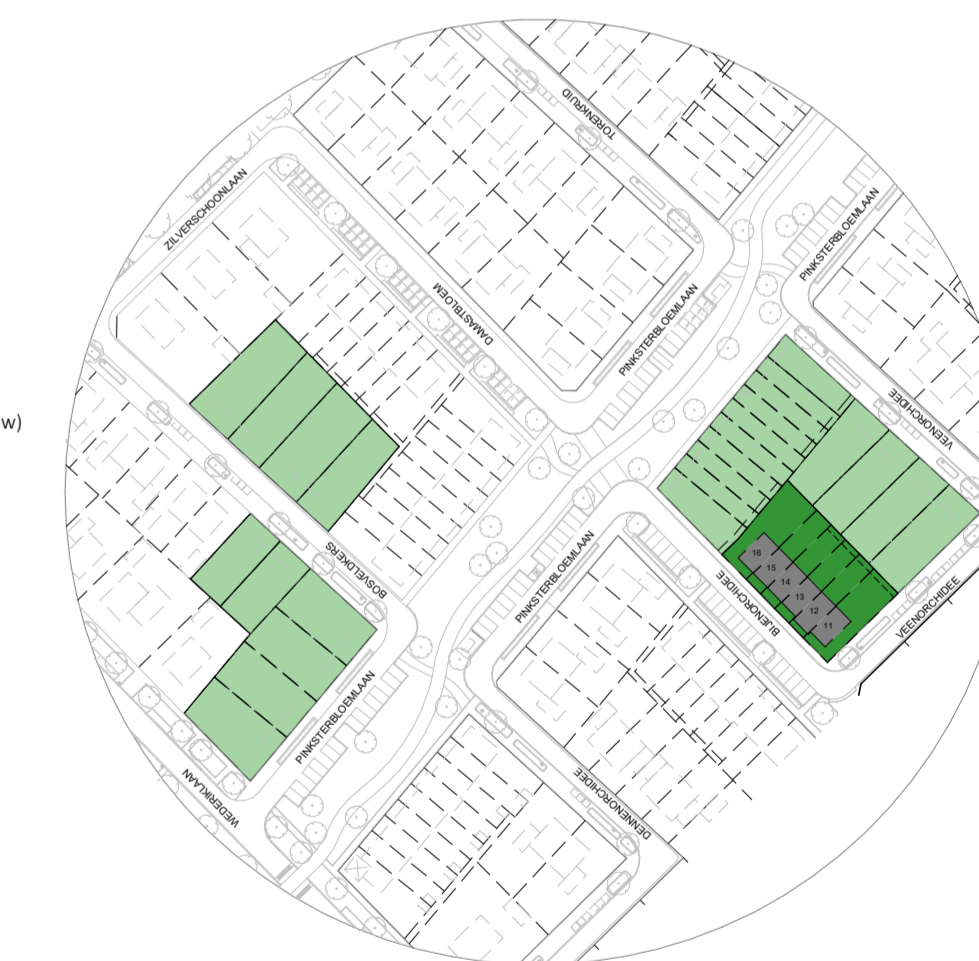 TORENKRUID
ZILVERSCHOONLAAN
PINKSTERBLOEMLAAN
DAMASTBLOEM
PINKSTERBLOEMLAAN
VEENORCHIDEE
w)
BOSVELDKERS
PINKSTERBLOEMLAAN
BIJENORCHIDEE
16
15
14
13
12
11
VEENORCHIDEE
PINKSTERBLOEMLAAN
WEDERIKLAAN
DENNENORCHIDEE